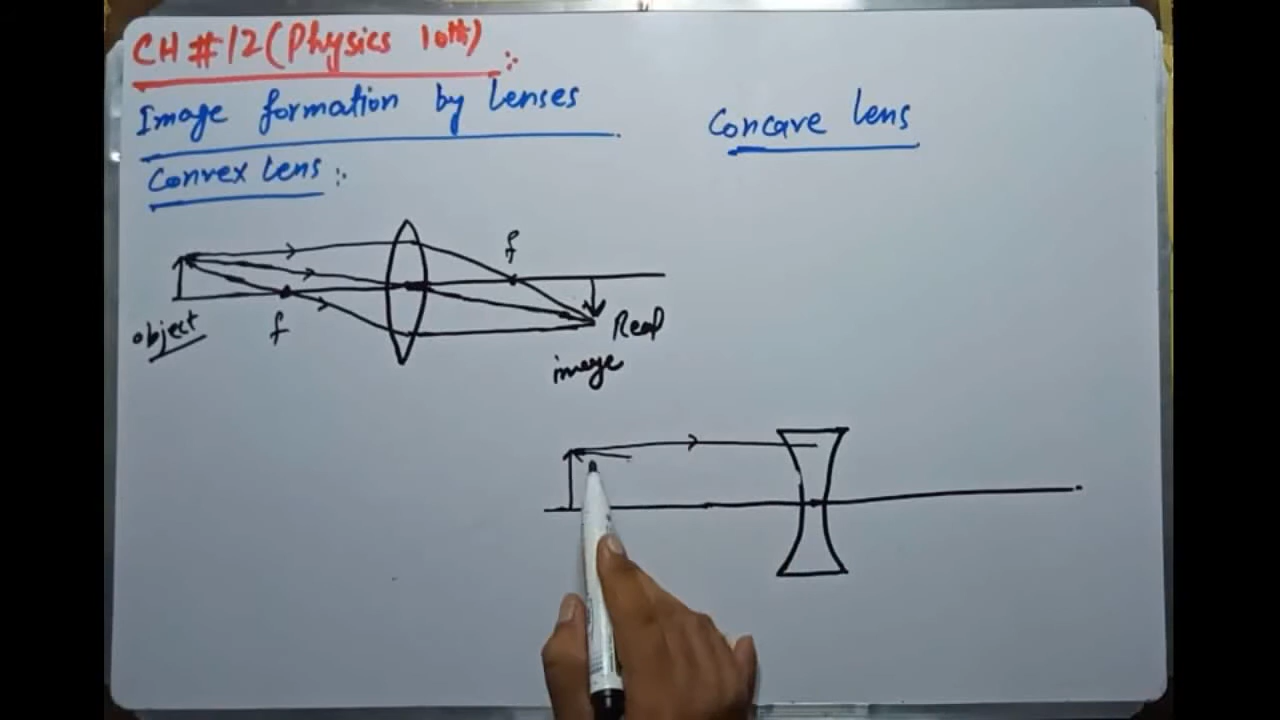 CH # 12 (Physics 10th) :
Image formation by Lenses
Convex Lens :
Concave lens
f
f
object
Real
image